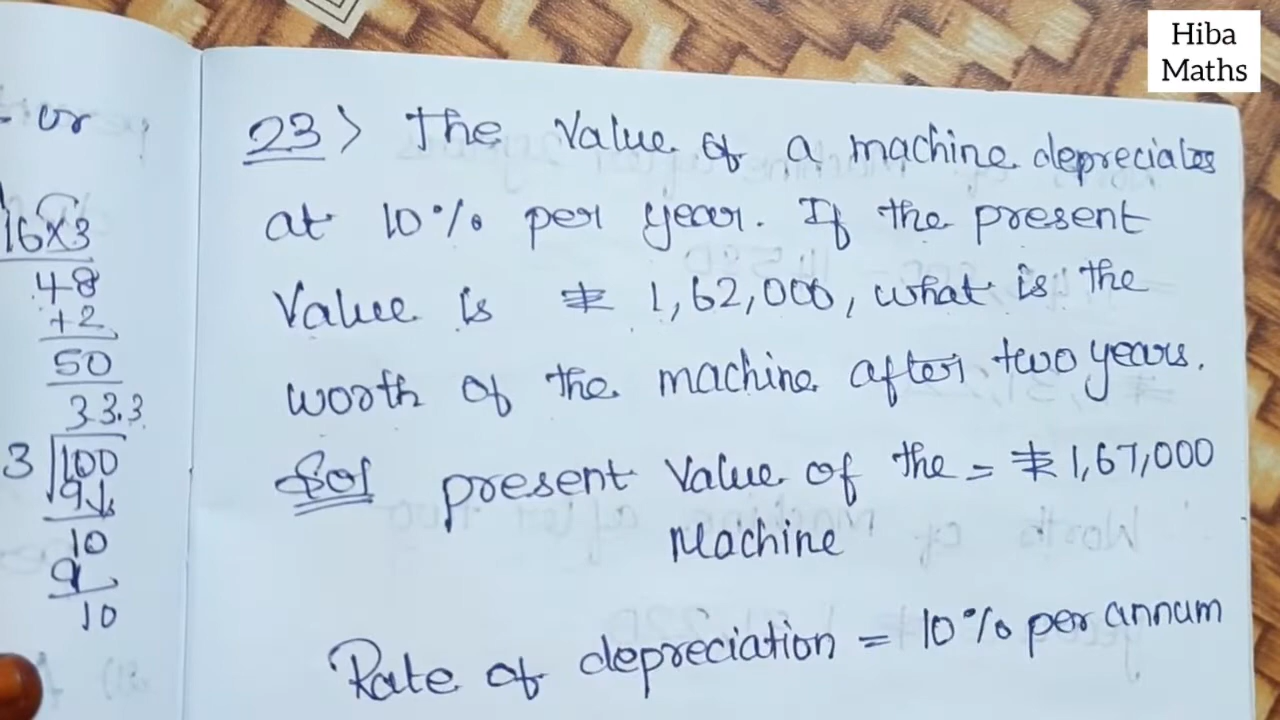 Hiba
Maths
- or
16x3
48
+2
50
33.3
3 100
9↓
10
9
10
23> The Value of a machine depreciates
at 10% per year. If the present
Value is ₹ 1,62,000, what is the
worth of the machine after two years.
Sol present Value of the = ₹ 1,67,000
Machine
Rate of depreciation = 10% per annum